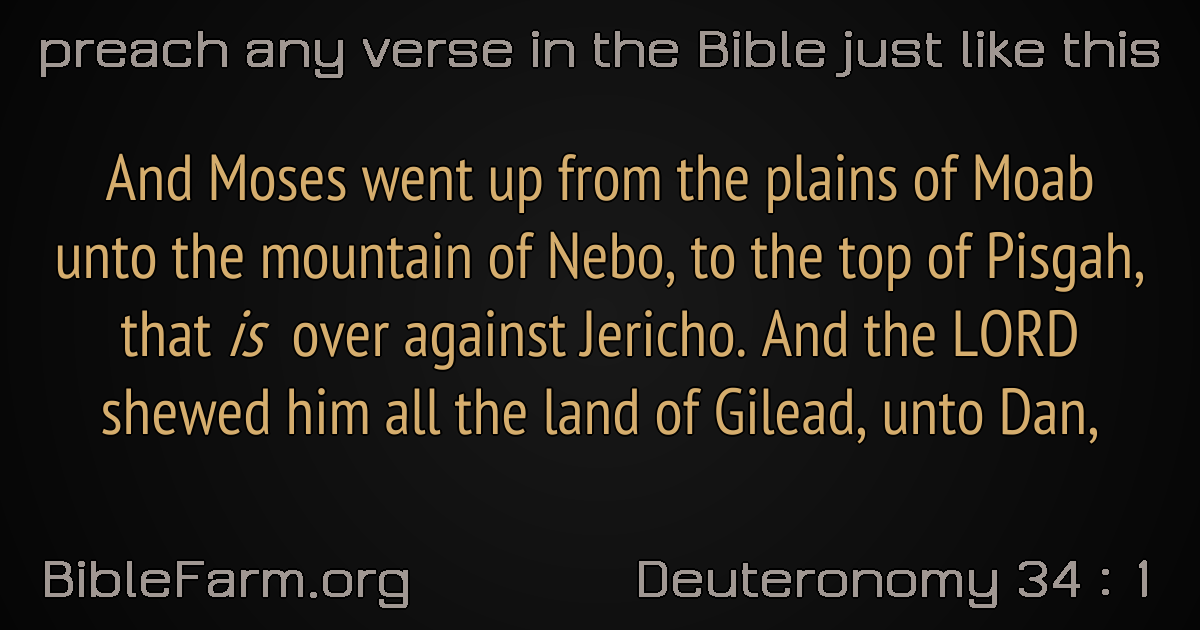 preach any verse in the Bible just like this
And Moses went up from the plains of Moab
unto the mountain of Nebo, to the top of Pisgah,
that is over against Jericho. And the LORD
shewed him all the land of Gilead, unto Dan,
BibleFarm.org
Deuteronomy 34 : 1